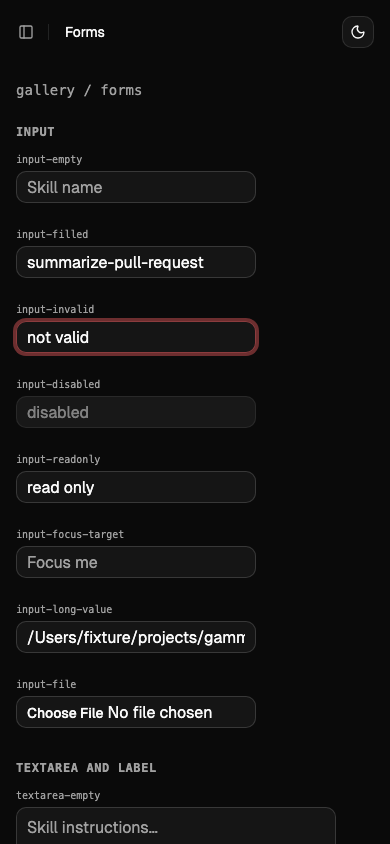 Forms
gallery / forms
INPUT
input-empty
Skill name
input-filled
summarize-pull-request
input-invalid
not valid
input-disabled
disabled
input-readonly
read only
input-focus-target
Focus me
input-long-value
/Users/fixture/projects/gamm
input-file
Choose File No file chosen
TEXTAREA AND LABEL
textarea-empty
Skill instructions...